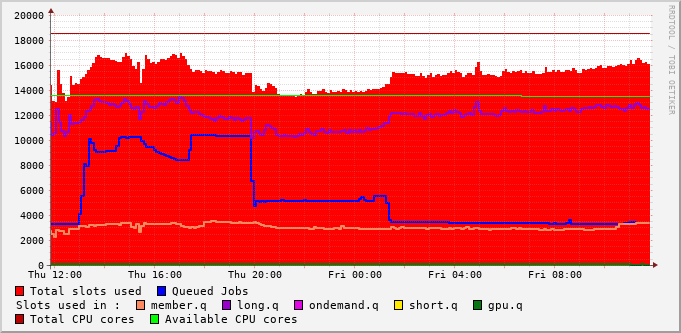 20000
18000
16000
14000
12000
10000
8000
6000
4000
2000
0
Thu 12:00 Thu 16:00 Thu 20:00 Fri 00:00 Fri 04:00 Fri 08:00
Total slots used Queued Jobs
Slots used in : member.q long.q ondemand.q short.q gpu.q
Total CPU cores Available CPU cores
RRDTOOL / TOBI OETIKER